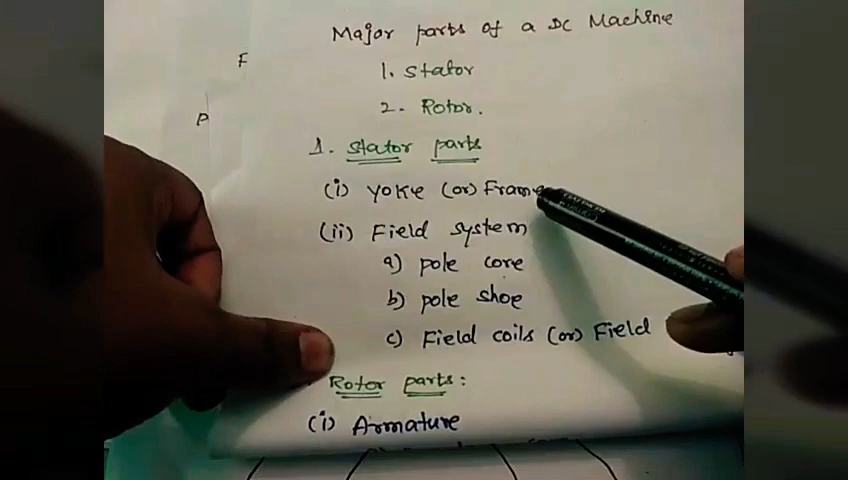 Major parts of a DC Machine
F
1. Stator
P
2. Rotor.
1. Stator parts
(i) Yoke (or) Frame
(ii) Field system
a) pole core
b) pole shoe
c) Field coils (or) Field
Rotor parts:
(i) Armature